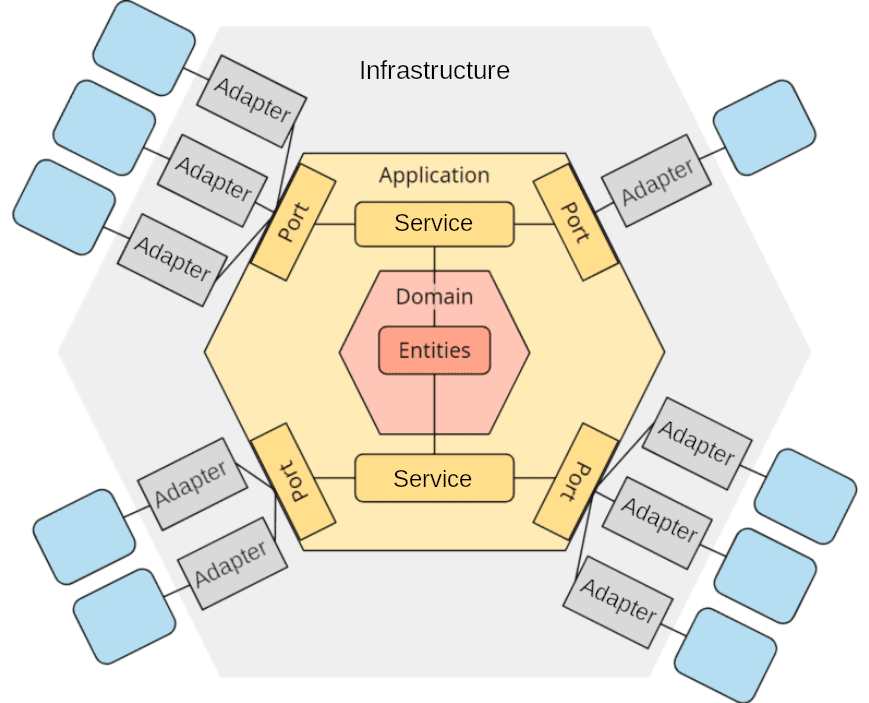 Infrastructure
Adapter
Adapter
Adapter
Adapter
Application
Port
Service
Port
Domain
Entities
Adapter
Adapter
Port
Service
Port
Adapter
Adapter
Adapter